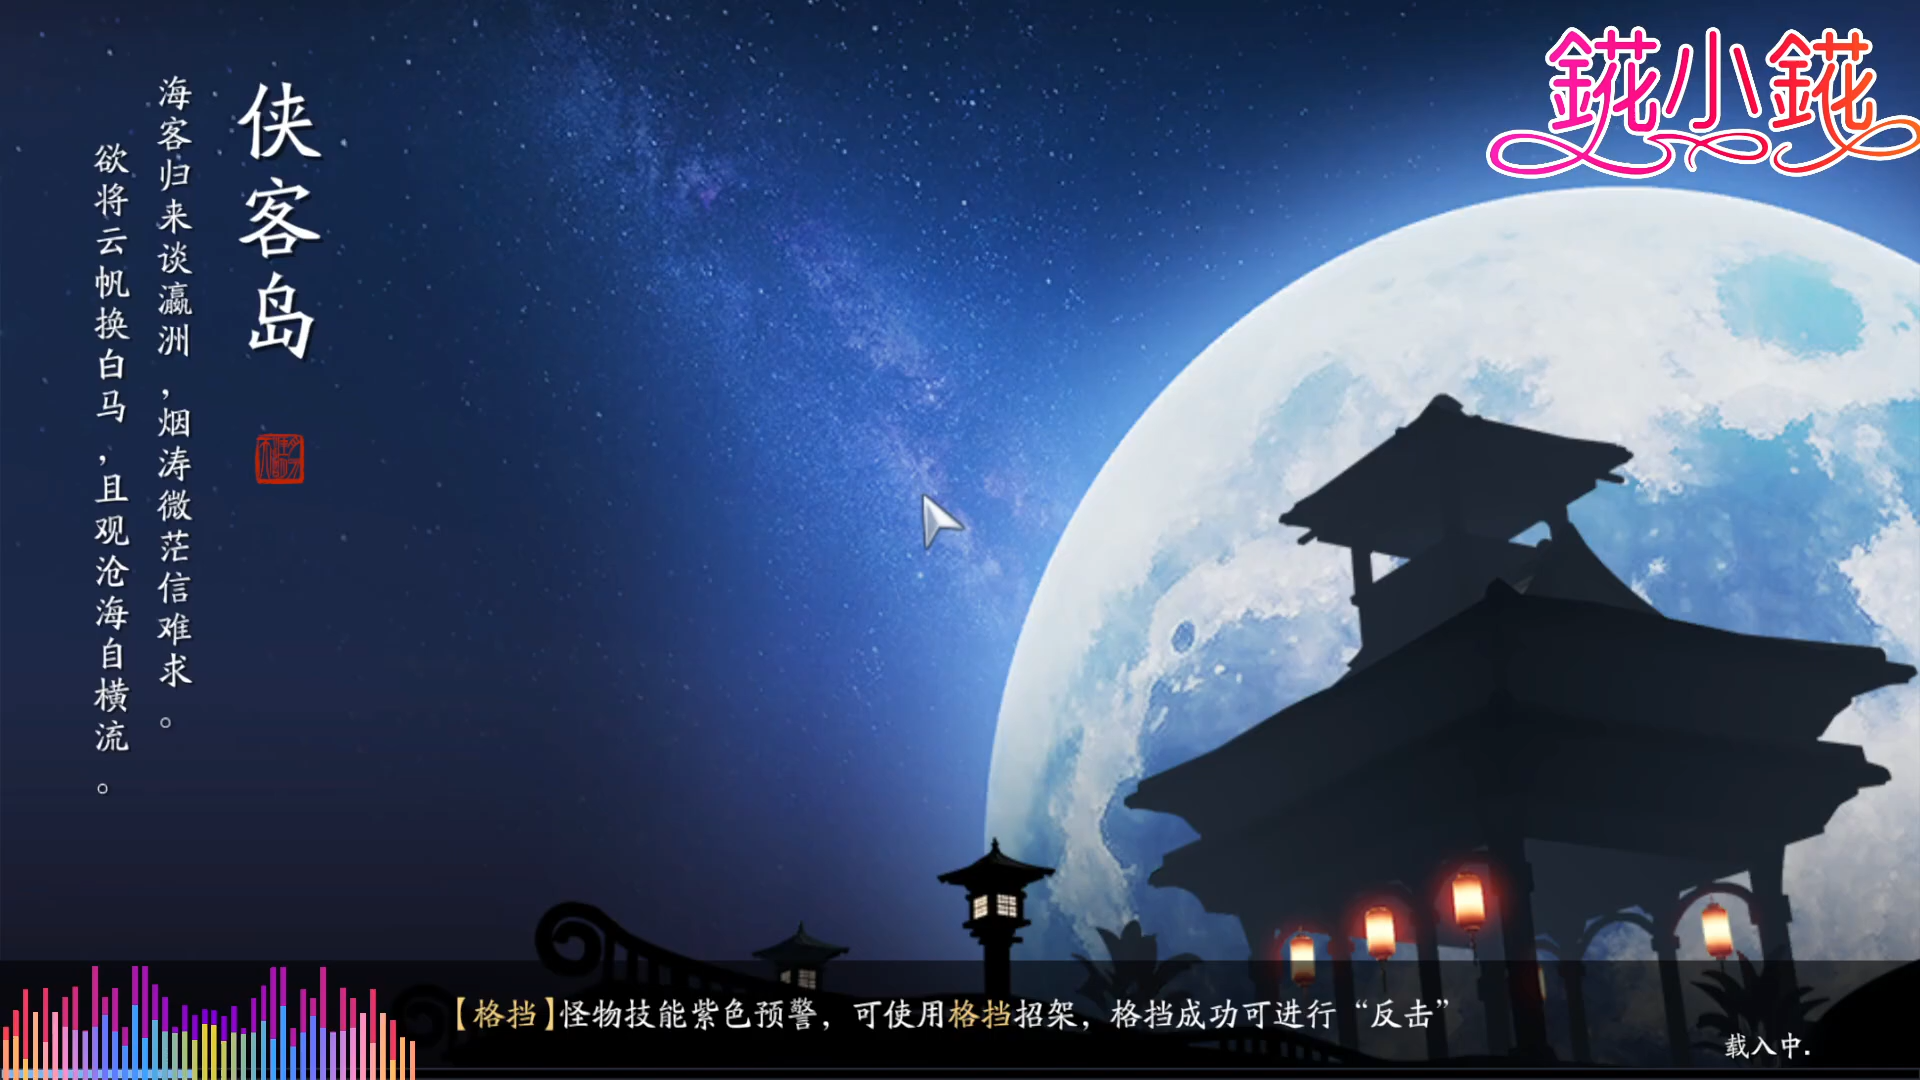 侠客岛
海客归来谈瀛洲，烟涛微茫信难求。
欲将云帆换白马，且观沧海自横流。
錵小錵
【格挡】怪物技能紫色预警，可使用格挡招架，格挡成功可进行“反击”
载入中.